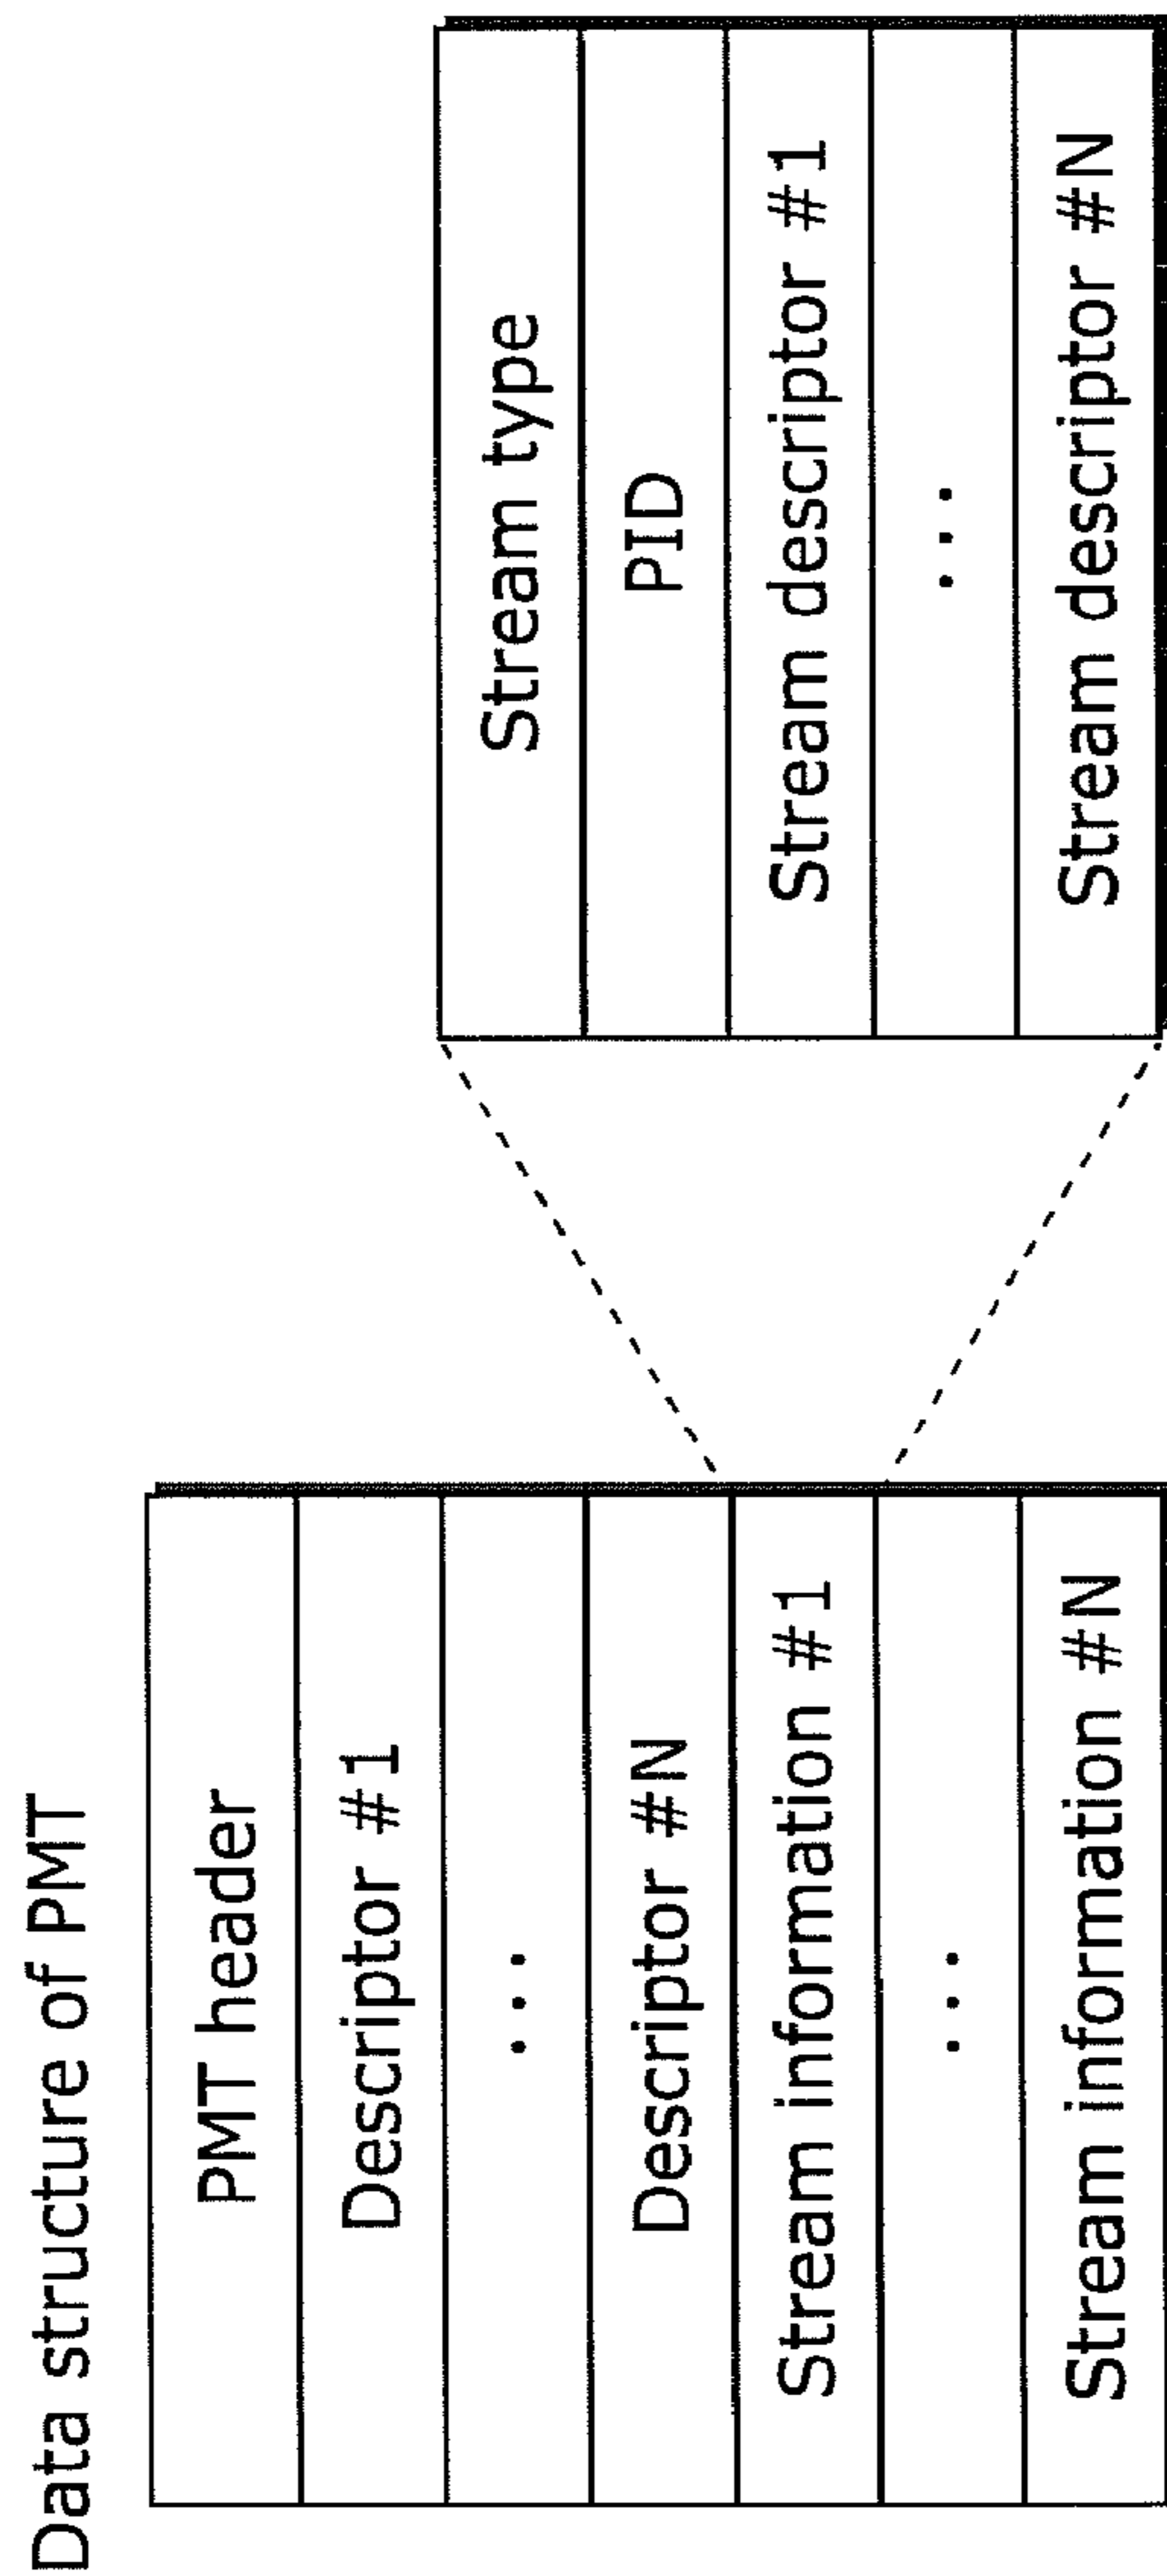 Data structure of PMT
PMT header
Descriptor #1
...
Descriptor #N
Stream information #1
...
Stream information #N
Stream type
PID
Stream descriptor #1
...
Stream descriptor #N